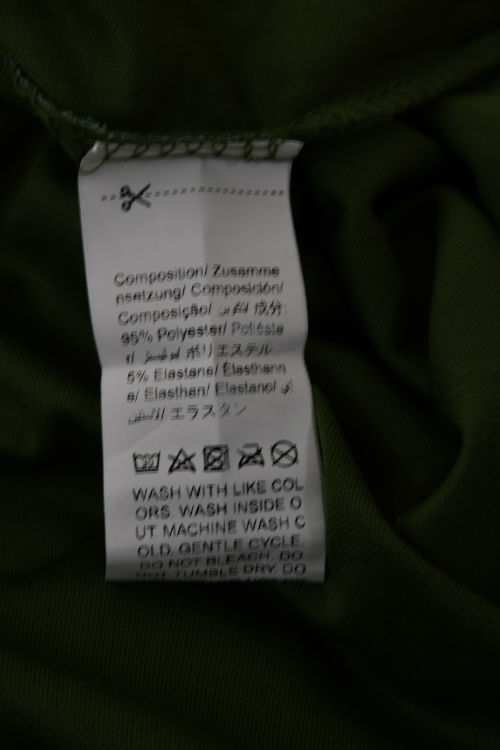 Composition/ Zusamme
nsetzung/ Composición/
Composição/ 成分:
95% Polyester/ Poliéste
r/ ポリエステル
5% Elastane/ Élasthann
e/ Elasthan/ Elastano/
エラスタン
30
WASH WITH LIKE COL
ORS. WASH INSIDE O
UT. MACHINE WASH C
OLD. GENTLE CYCLE.
DO NOT BLEACH. DO
NOT TUMBLE DRY. DO